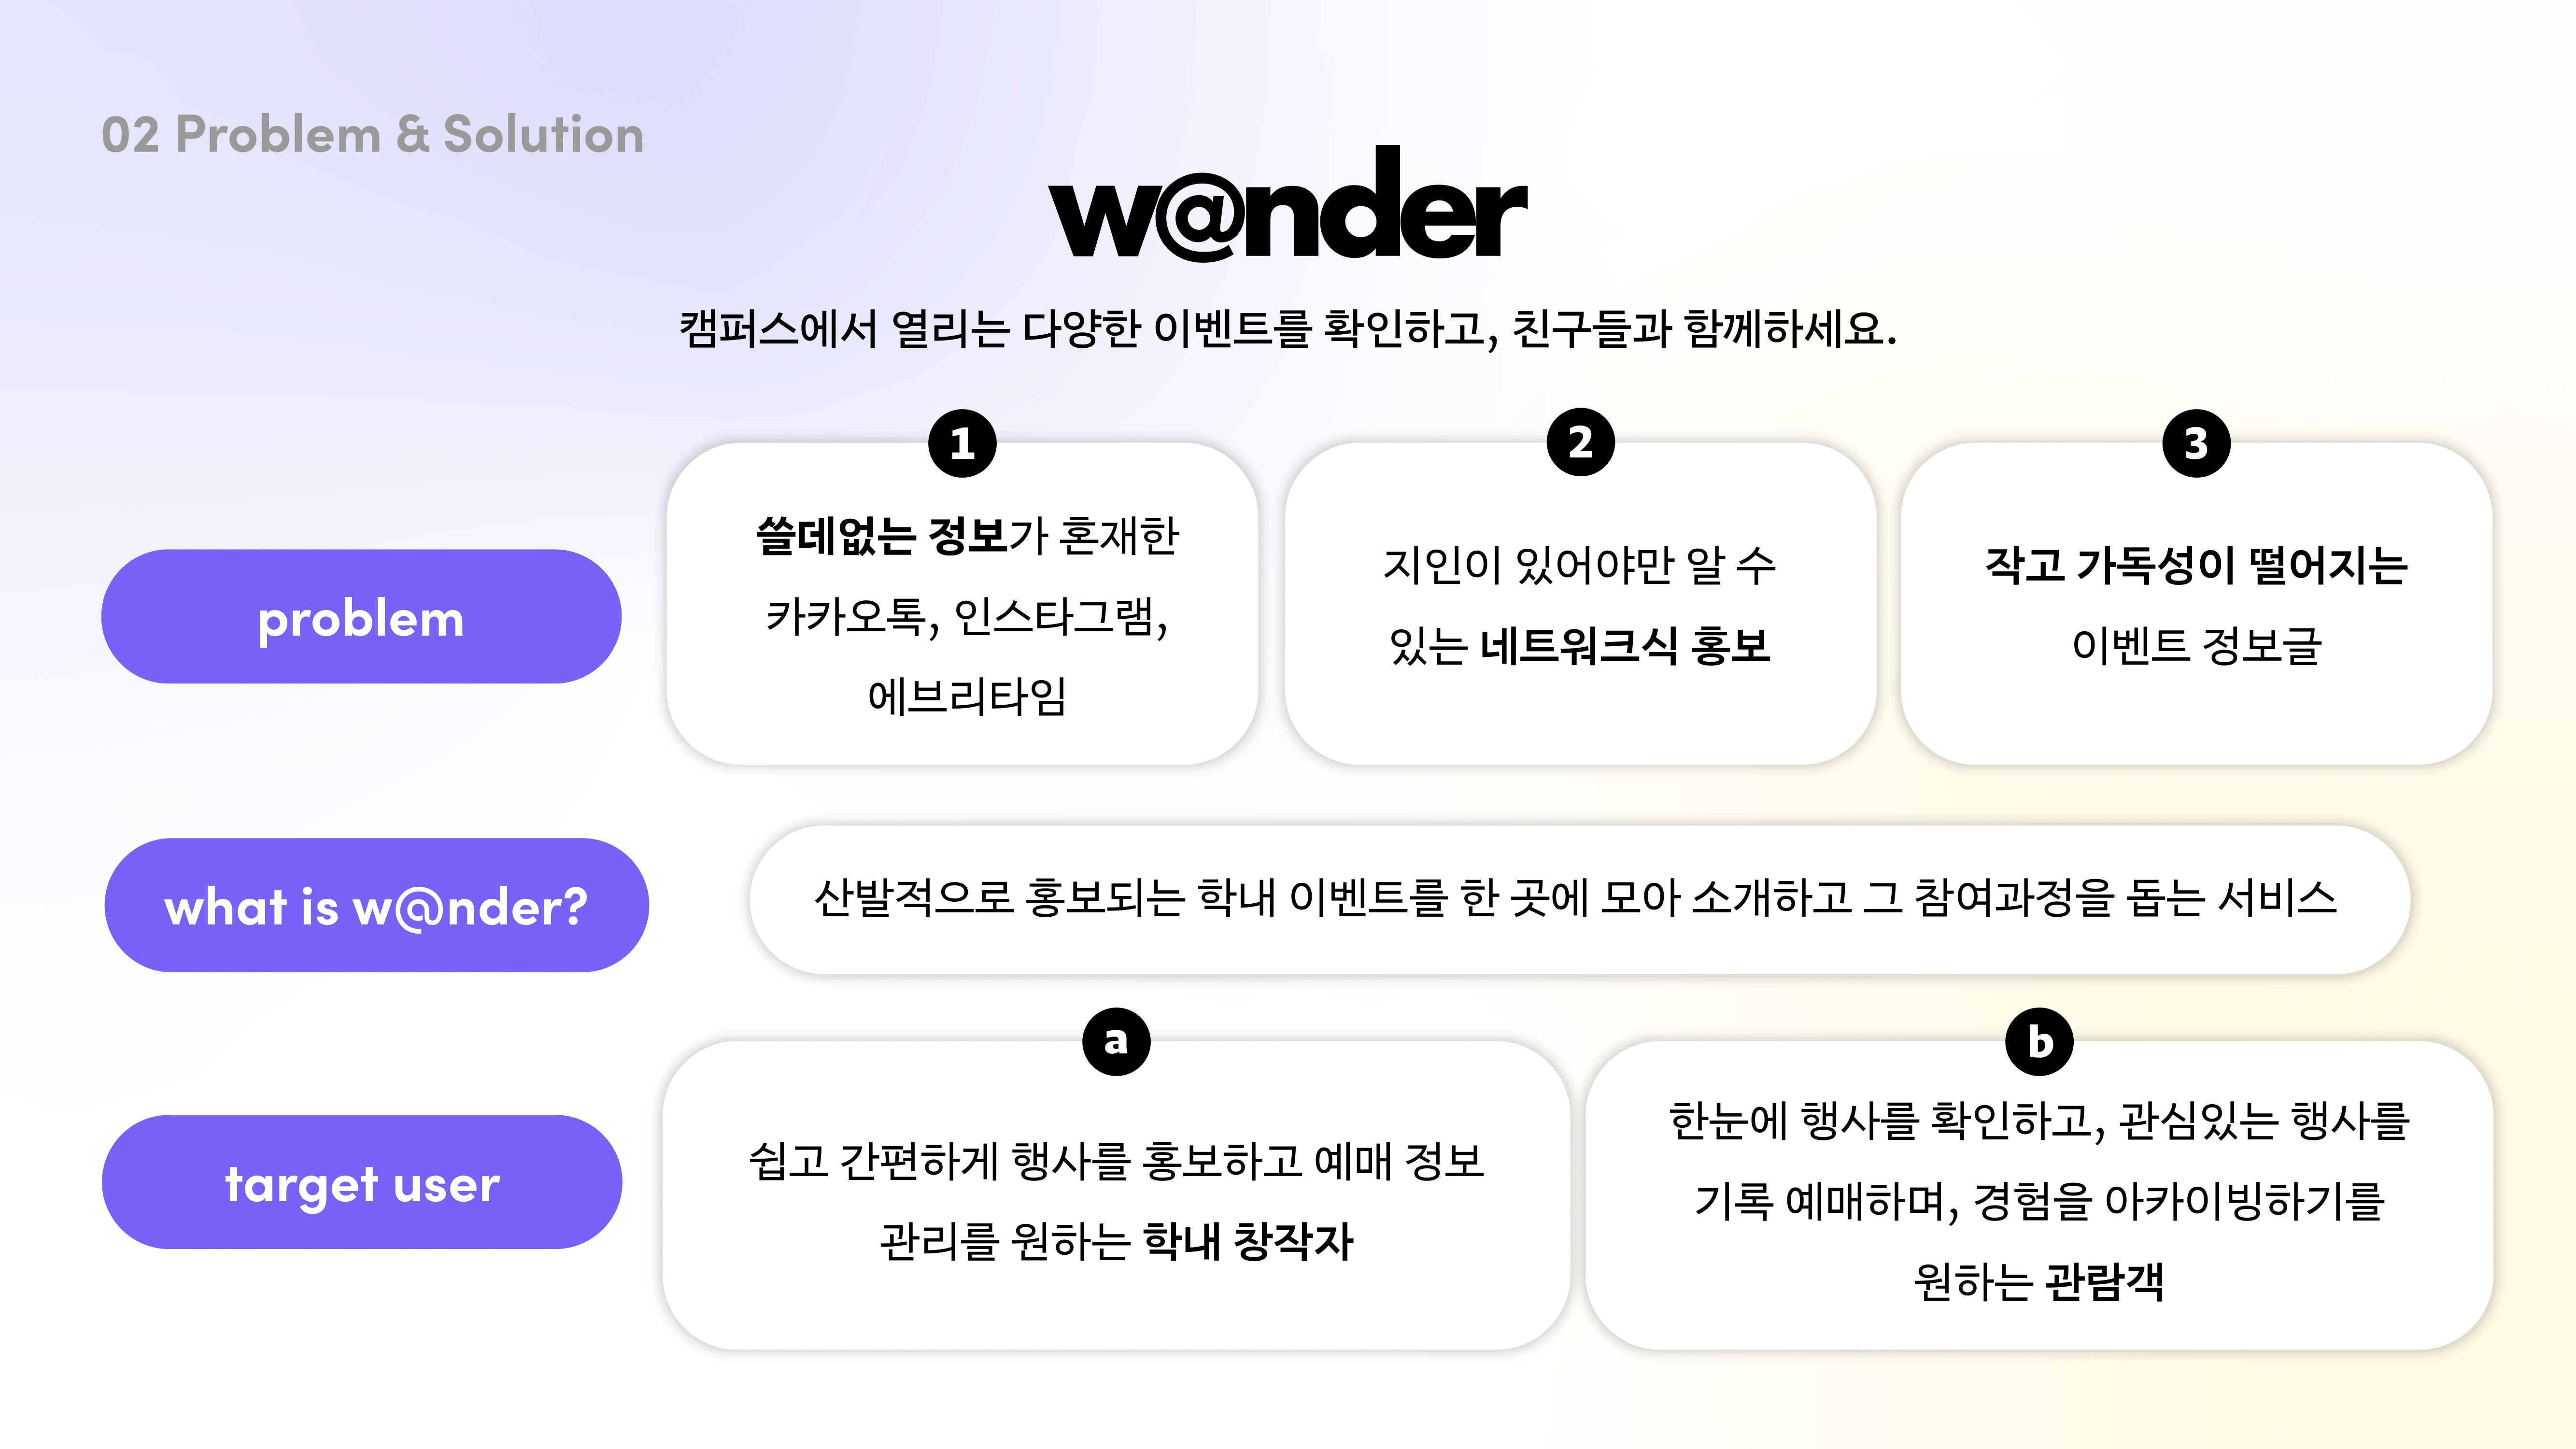 02 Problem & Solution
w@nder
캠퍼스에서 열리는 다양한 이벤트를 확인하고, 친구들과 함께하세요.
problem
1
쓸데없는 정보가 혼재한
카카오톡, 인스타그램,
에브리타임
2
지인이 있어야만 알 수
있는 네트워크식 홍보
3
작고 가독성이 떨어지는
이벤트 정보글
what is w@nder?
산발적으로 홍보되는 학내 이벤트를 한 곳에 모아 소개하고 그 참여과정을 돕는 서비스
target user
a
쉽고 간편하게 행사를 홍보하고 예매 정보
관리를 원하는 학내 창작자
b
한눈에 행사를 확인하고, 관심있는 행사를
기록 예매하며, 경험을 아카이빙하기를
원하는 관람객